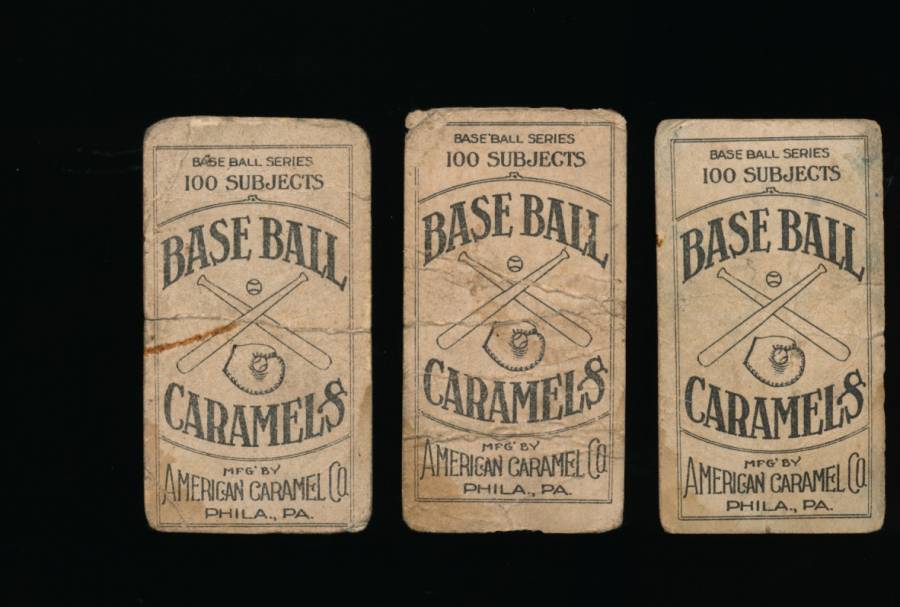 BASE BALL SERIES
100 SUBJECTS
BASE BALL
CARAMELS
MFG' BY
AMERICAN CARAMEL CO.
PHILA., PA.
BASE BALL SERIES
100 SUBJECTS
BASE BALL
CARAMELS
MFG' BY
AMERICAN CARAMEL CO.
PHILA., PA.
BASE BALL SERIES
100 SUBJECTS
BASE BALL
CARAMELS
MFG' BY
AMERICAN CARAMEL CO.
PHILA., PA.